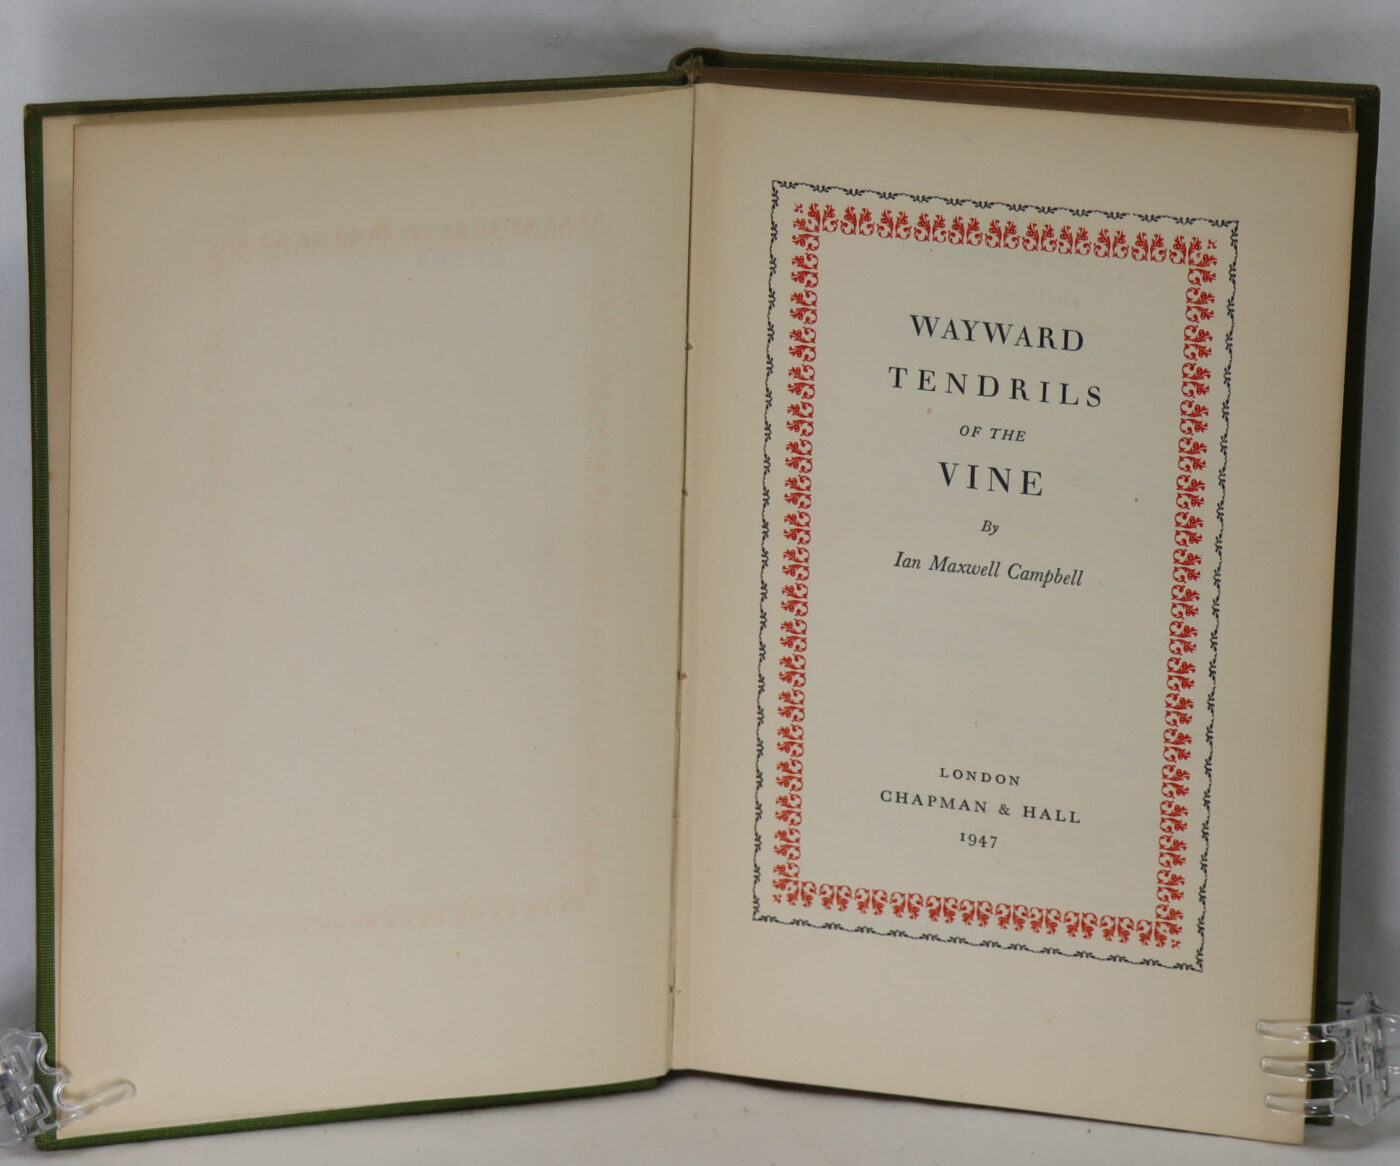 WAYWARD
TENDRILS
OF THE
VINE
By
Ian Maxwell Campbell
LONDON
CHAPMAN & HALL
1947